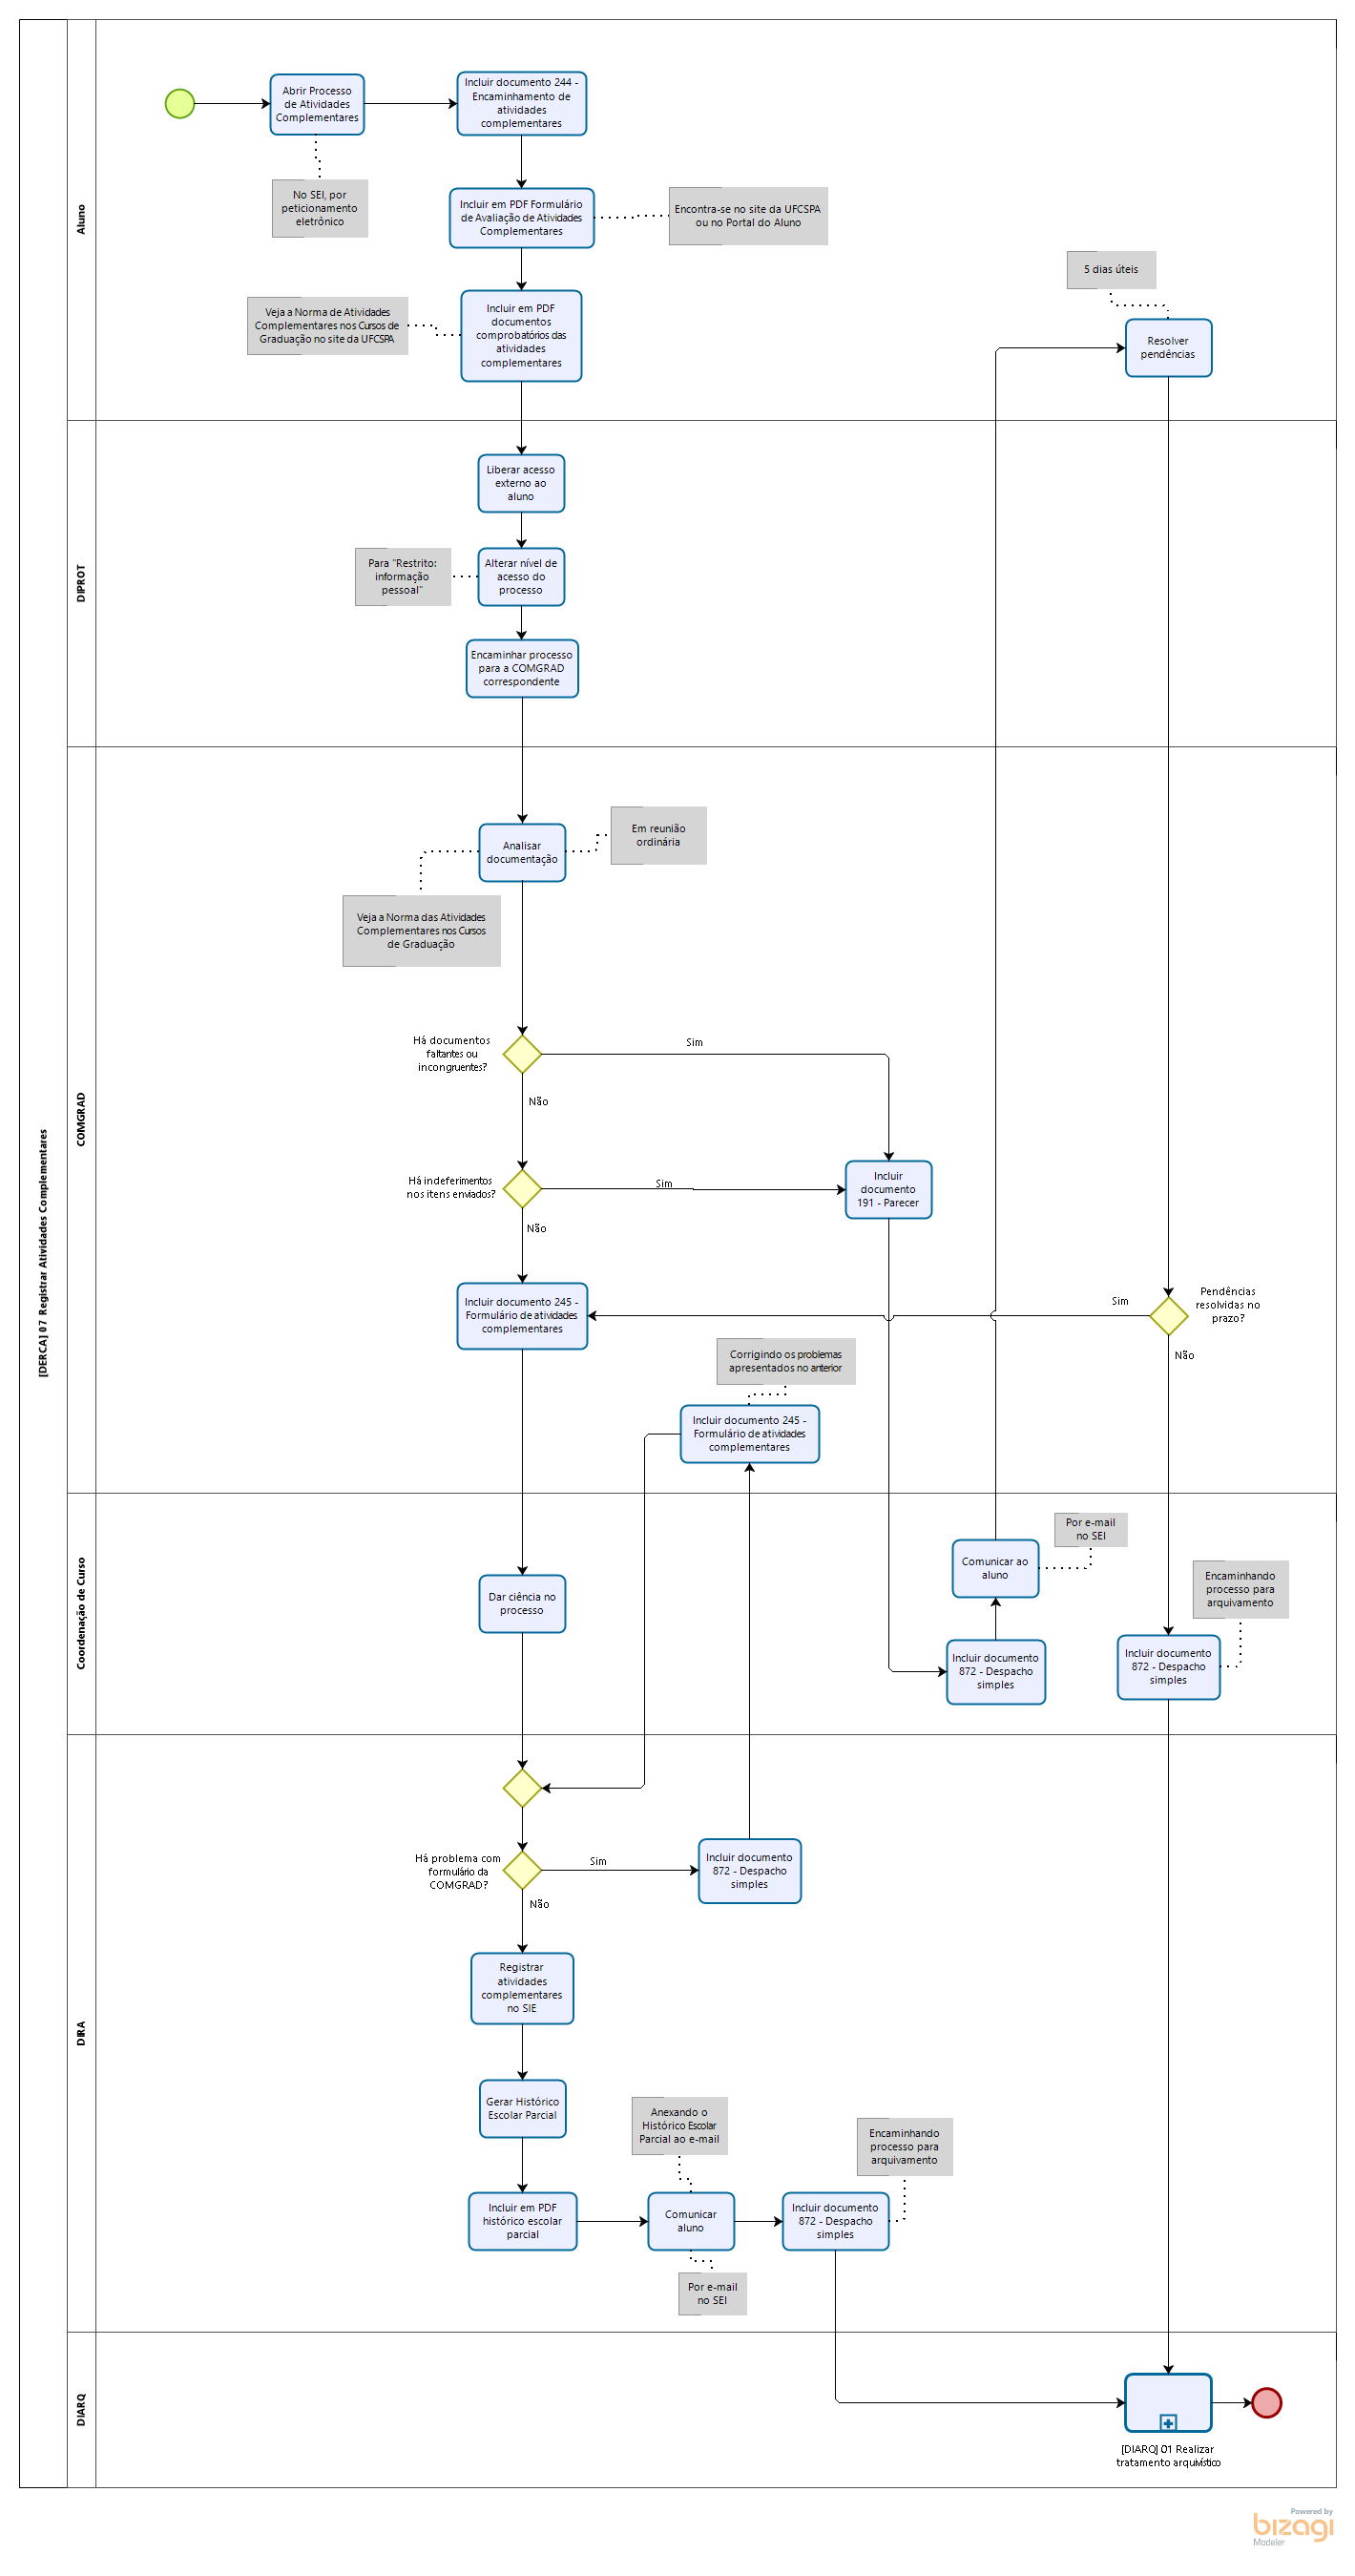 [DERCA] 07 Registrar Atividades Complementares
Aluno
Abrir Processo
de Atividades
Complementares
Incluir documento 244 -
Encaminhamento de
atividades
complementares
No SEI, por
peticionamento
eletrônico
Incluir em PDF Formulário
de Avaliação de Atividades
Complementares
Encontra-se no site da UFCSPA
ou no Portal do Aluno
5 dias úteis
Veja a Norma de Atividades
Complementares nos Cursos de
Graduação no site da UFCSPA
Incluir em PDF
documentos
comprobatórios das
atividades
complementares
Resolver
pendências
DIPROT
Liberar acesso
externo ao
aluno
Para "Restrito:
informação
pessoal"
Alterar nível de
acesso do
processo
Encaminhar processo
para a COMGRAD
correspondente
COMGRAD
Em reunião
ordinária
Analisar
documentação
Veja a Norma das Atividades
Complementares nos Cursos
de Graduação
Há documentos
faltantes ou
incongruentes?
Sim
Não
Há indeferimentos
nos itens enviados?
Sim
Não
Incluir
documento
191 - Parecer
Incluir documento 245 -
Formulário de atividades
complementares
Sim
Pendências
resolvidas no
prazo?
Não
Corrigindo os problemas
apresentados no anterior
Incluir documento 245 -
Formulário de atividades
complementares
Coordenação de Curso
Por e-mail
no SEI
Comunicar ao
aluno
Dar ciência no
processo
Encaminhando
processo para
arquivamento
Incluir documento
872 - Despacho
simples
Incluir documento
872 - Despacho
simples
DIRA
Há problema com
formulário da
COMGRAD?
Sim
Não
Incluir documento
872 - Despacho
simples
Registrar
atividades
complementares
no SIE
Gerar Histórico
Escolar Parcial
Anexando o
Histórico Escolar
Parcial ao e-mail
Encaminhando
processo para
arquivamento
Incluir em PDF
histórico escolar
parcial
Comunicar
aluno
Incluir documento
872 - Despacho
simples
Por e-mail
no SEI
DIARQ
[DIARQ] 01 Realizar
tratamento arquivístico
Powered by
bizagi
Modeler